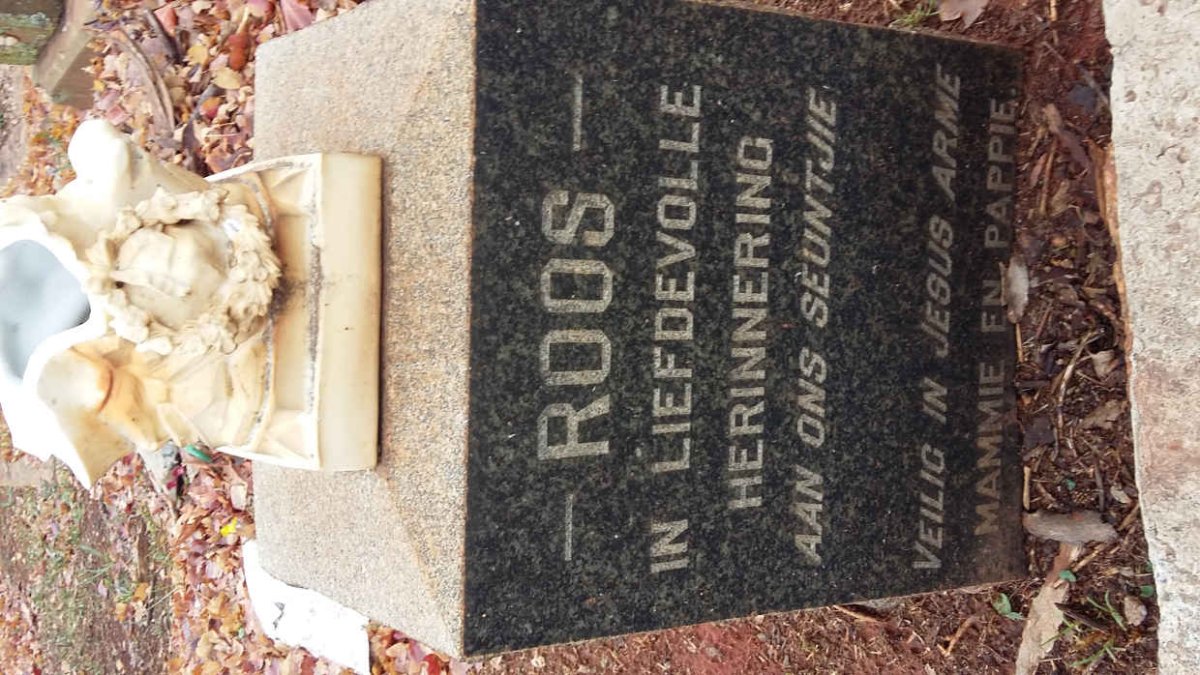 ROOS
IN LIEFDEVOLLE
HERINNERING
AAN ONS SEUNTJIE
VEILIG IN JESUS ARME
MAMMIE EN PAPPIE.